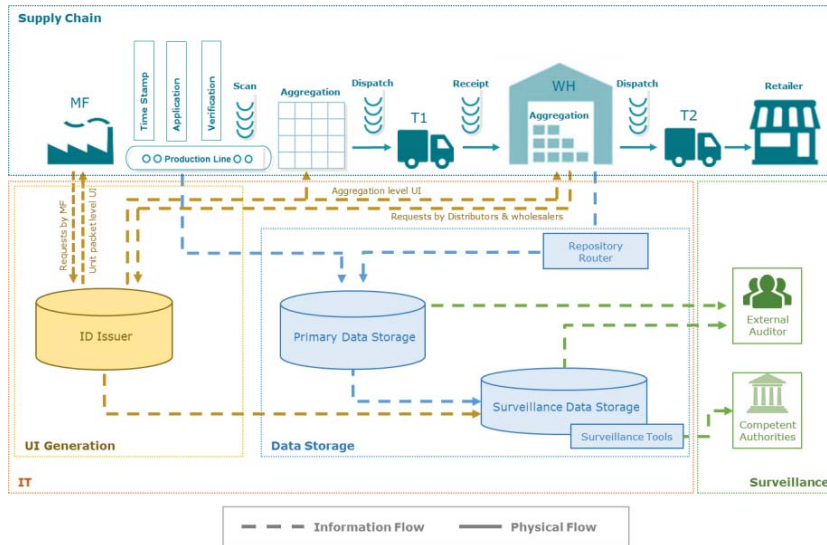 Supply Chain
MF
Time Stamp
Application
Verification
Scan
Production Line
Aggregation
Dispatch
T1
Receipt
WH
Aggregation
Dispatch
T2
Retailer
Requests by MF
Unit packet level UI
Aggregation level UI
Requests by Distributors & wholesalers
Repository
Router
ID Issuer
Primary Data Storage
Surveillance Data Storage
Surveillance Tools
External
Auditor
Competent
Authorities
UI Generation
Data Storage
IT
Surveillance
Information Flow
Physical Flow